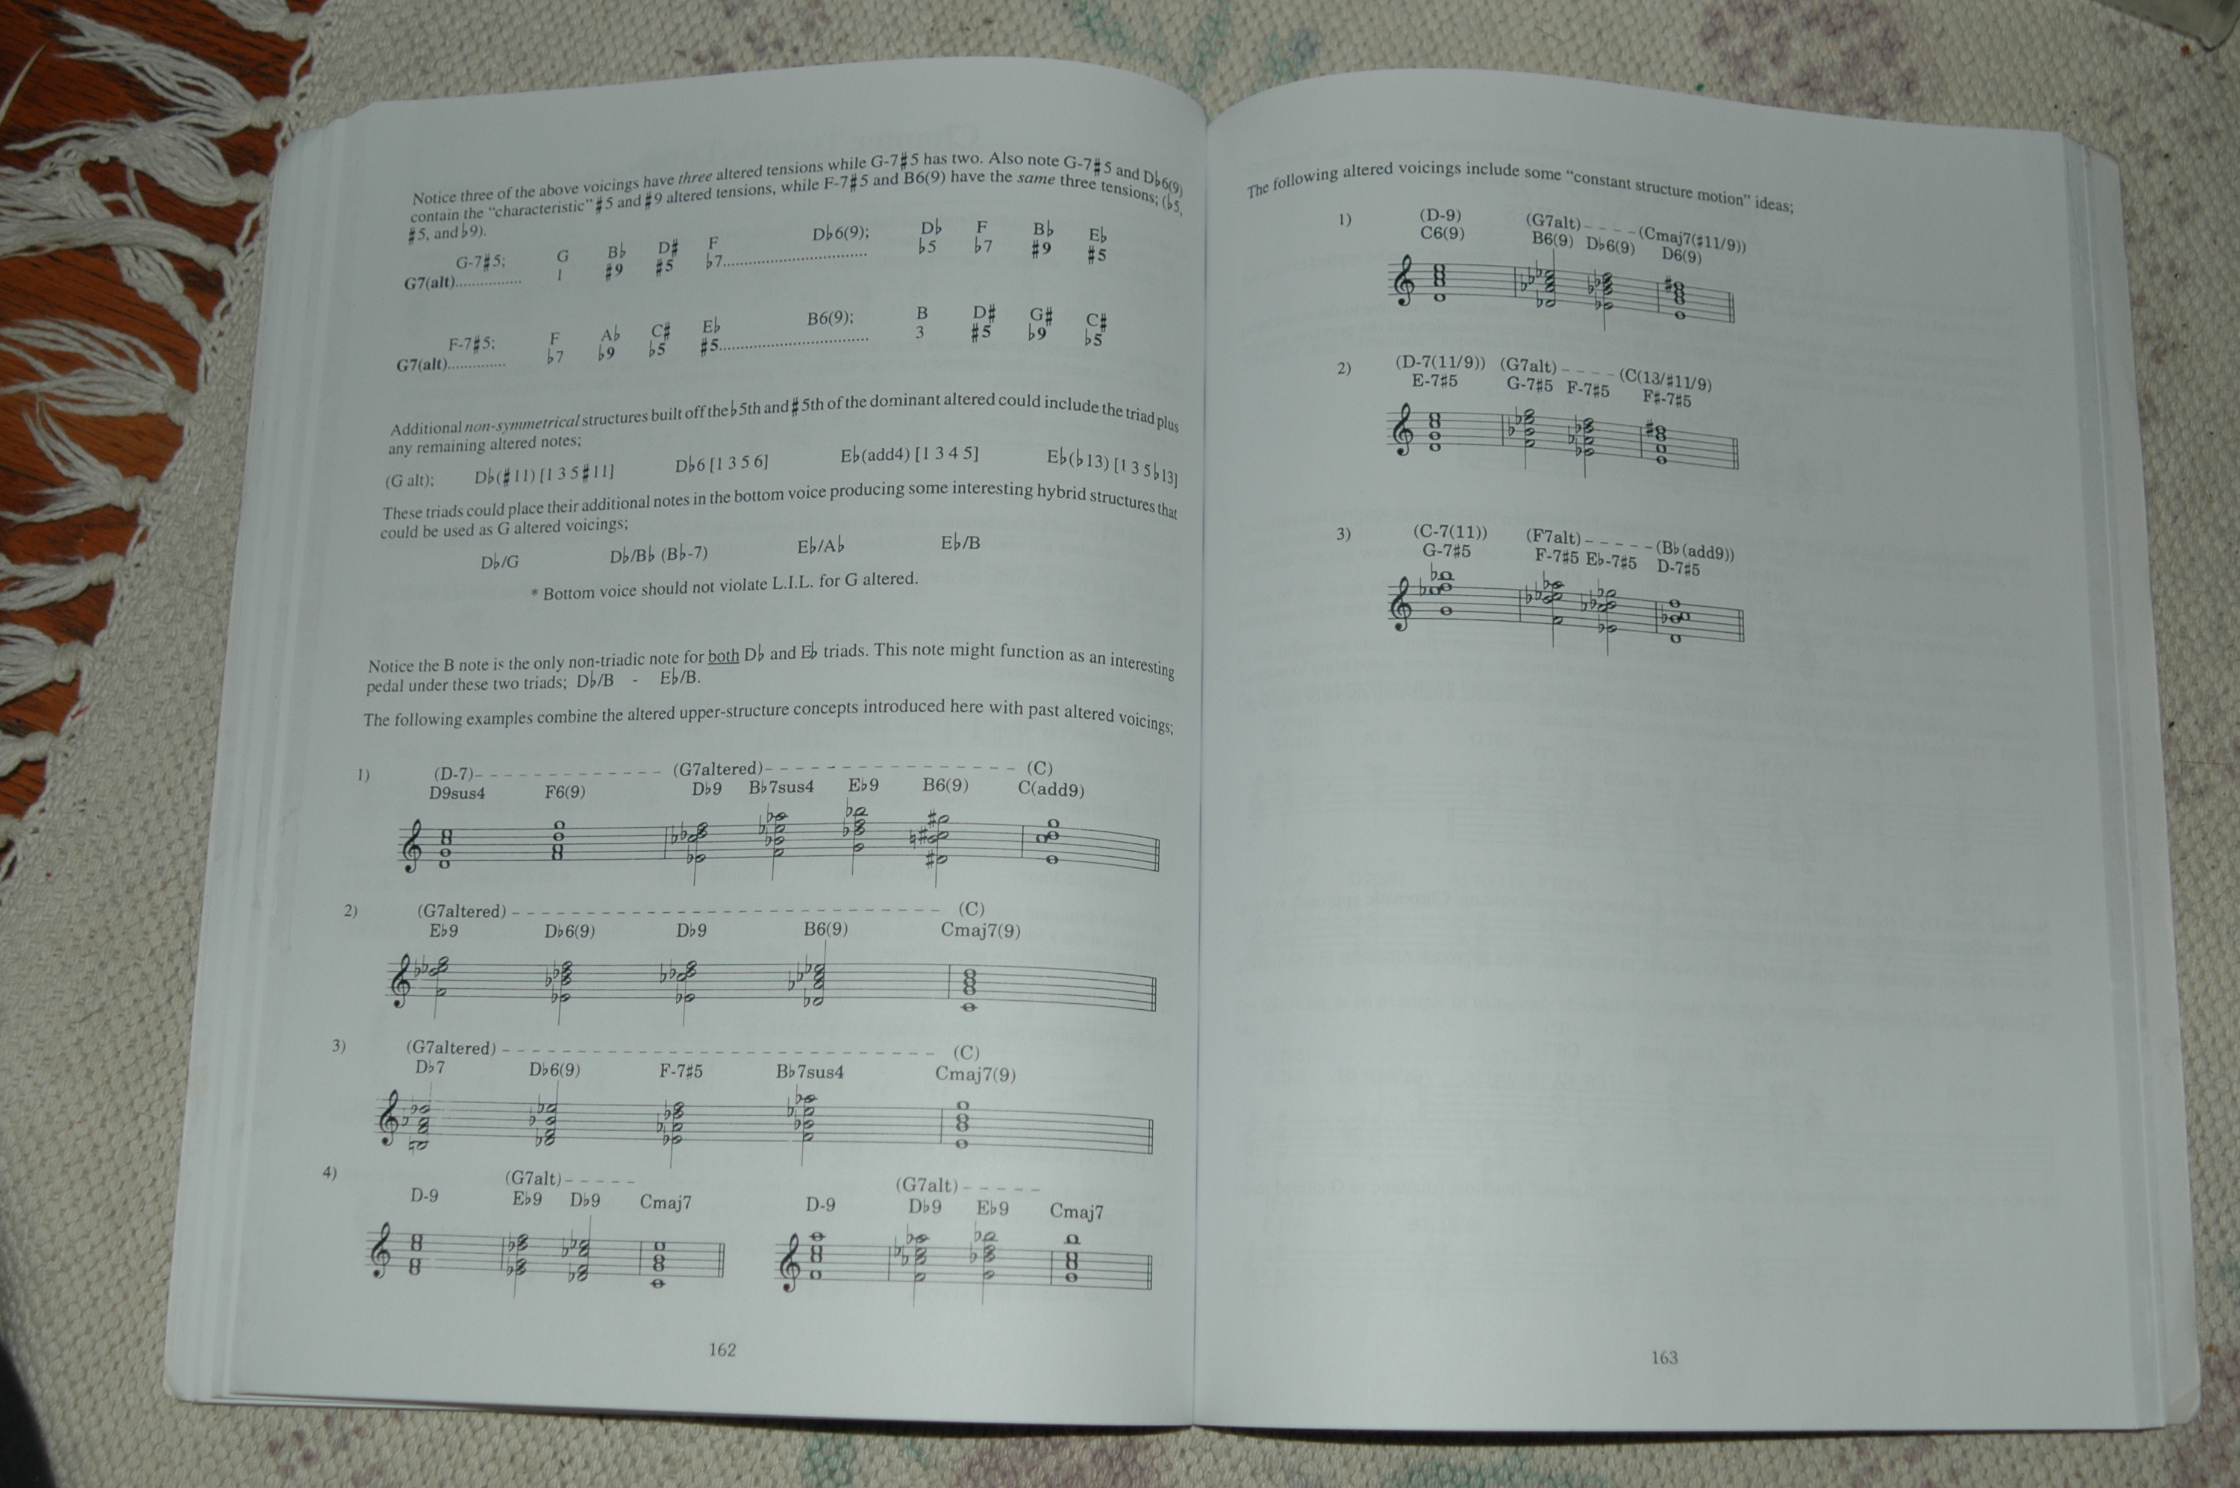 Notice three of the above voicings have three altered tensions while G-7♯5 has two. Also note G-7♯5 and D♭6(9)
contain the "characteristic" ♯5 and ♯9 altered tensions, while F-7♯5 and B6(9) have the same three tensions; (♭5,
♯5, and ♭9).
G-7♯5; G B♭ D♯ F D♭6(9); D♭ F B♭ E♭
G7(alt)............... 1 ♯9 ♯5 ♭7................................ ♭5 ♭7 ♯9 ♯5
F-7♯5; F A♭ C♯ E♭ B6(9); B D♯ G♯ C♯
G7(alt)............. ♭7 ♭9 ♭5 ♯5................................. 3 ♯5 ♭9 ♭5
Additional non-symmetrical structures built off the ♭5th and ♯5th of the dominant altered could include the triad plus
any remaining altered notes;
(G alt); D♭(♯11) [1 3 5 ♯11] D♭6 [1 3 5 6] E♭(add4) [1 3 4 5] E♭(♭13) [1 3 5 ♭13]
These triads could place their additional notes in the bottom voice producing some interesting hybrid structures that
could be used as G altered voicings;
D♭/G D♭/B♭ (B♭-7) E♭/A♭ E♭/B
* Bottom voice should not violate L.I.L. for G altered.
Notice the B note is the only non-triadic note for both D♭ and E♭ triads. This note might function as an interesting
pedal under these two triads; D♭/B - E♭/B.
The following examples combine the altered upper-structure concepts introduced here with past altered voicings;
1) (D-7)- - - - - - - - - - - - - (G7altered)- - - - - - - - - - - - - - - - - - (C)
D9sus4 F6(9) D♭9 B♭7sus4 E♭9 B6(9) C(add9)
2) (G7altered) - - - - - - - - - - - - - - - - - - - - - - - - - - - - - (C)
E♭9 D♭6(9) D♭9 B6(9) Cmaj7(9)
3) (G7altered) - - - - - - - - - - - - - - - - - - - - - - - - - - - - - (C)
D♭7 D♭6(9) F-7♯5 B♭7sus4 Cmaj7(9)
4) (G7alt)- - - - - (G7alt)- - - - -
D-9 E♭9 D♭9 Cmaj7 D-9 D♭9 E♭9 Cmaj7
162
The following altered voicings include some "constant structure motion" ideas;
1) (D-9) (G7alt)- - - - (Cmaj7(♯11/9))
C6(9) B6(9) D♭6(9) D6(9)
2) (D-7(11/9)) (G7alt)- - - - (C(13/♯11/9)
E-7♯5 G-7♯5 F-7♯5 F♯-7♯5
3) (C-7(11)) (F7alt)- - - - - (B♭(add9))
G-7♯5 F-7♯5 E♭-7♯5 D-7♯5
163